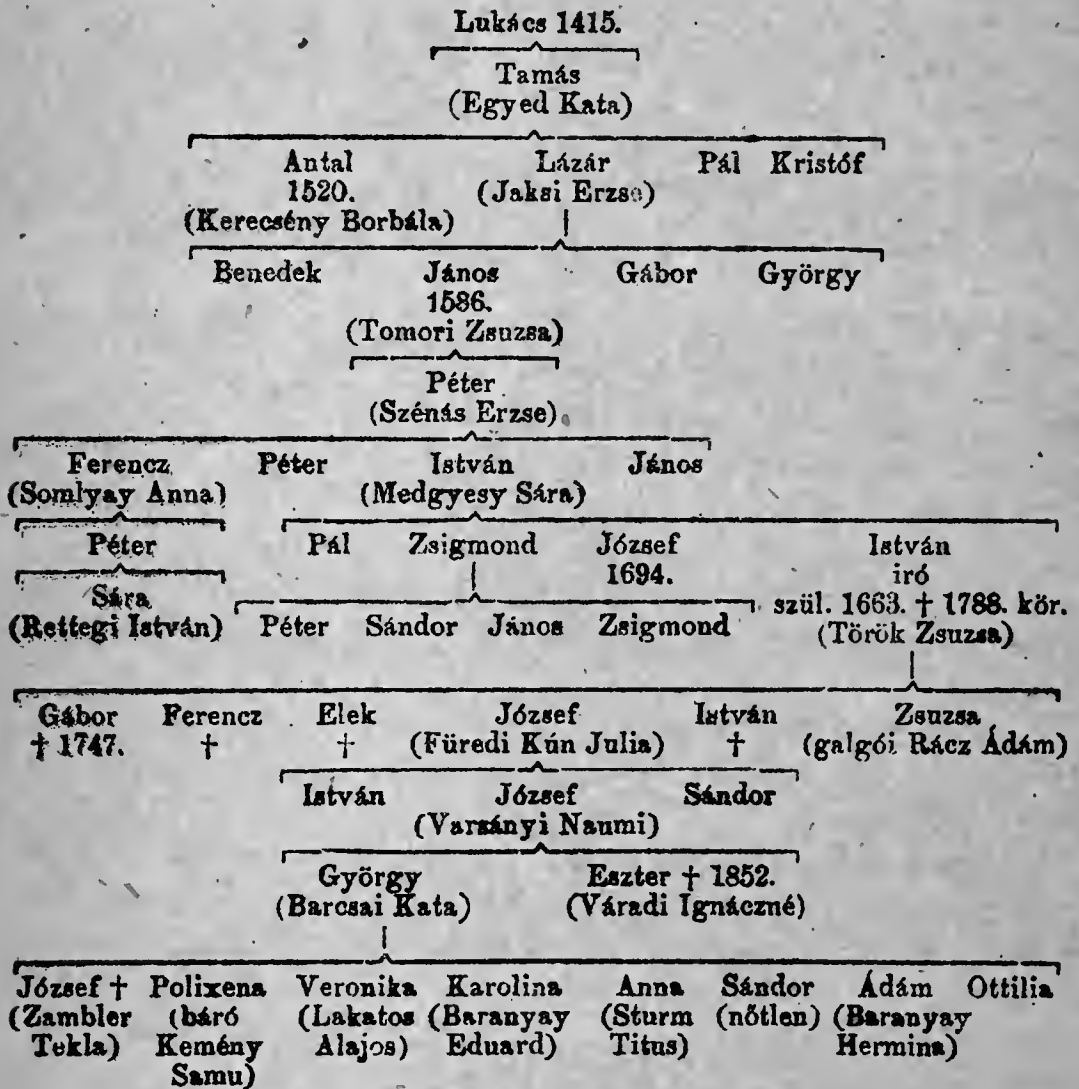 Lukács 1415.
Tamás
(Egyed Kata)
Antal Lázár Pál Kristóf
1520. (Jaksi Erzse)
(Kerecsény Borbála)
Benedek János Gábor György
1586.
(Tomori Zsuzsa)
Péter
(Szénás Erzse)
Ferencz Péter István János
(Somlyay Anna) (Medgyesy Sára)
Péter Pál Zsigmond József István
1694. iró
Sára szül. 1663. † 1788. kör.
(Rettegi István) Péter Sándor János Zsigmond (Török Zsuzsa)
Gábor Ferencz Elek József István Zsuzsa
† 1747. † † (Füredi Kún Julia) † (galgói Rácz Ádám)
István József Sándor
(Varsányi Naumi)
György Eszter † 1852.
(Barcsai Kata) (Váradi Ignáczné)
József † Polixena Veronika Karolina Anna Sándor Ádám Ottilia
(Zambler (báró (Lakatos (Baranyay (Sturm (nőtlen) (Baranyay
Tekla) Kemény Alajos) Eduard) Titus) Hermina)
Samu)